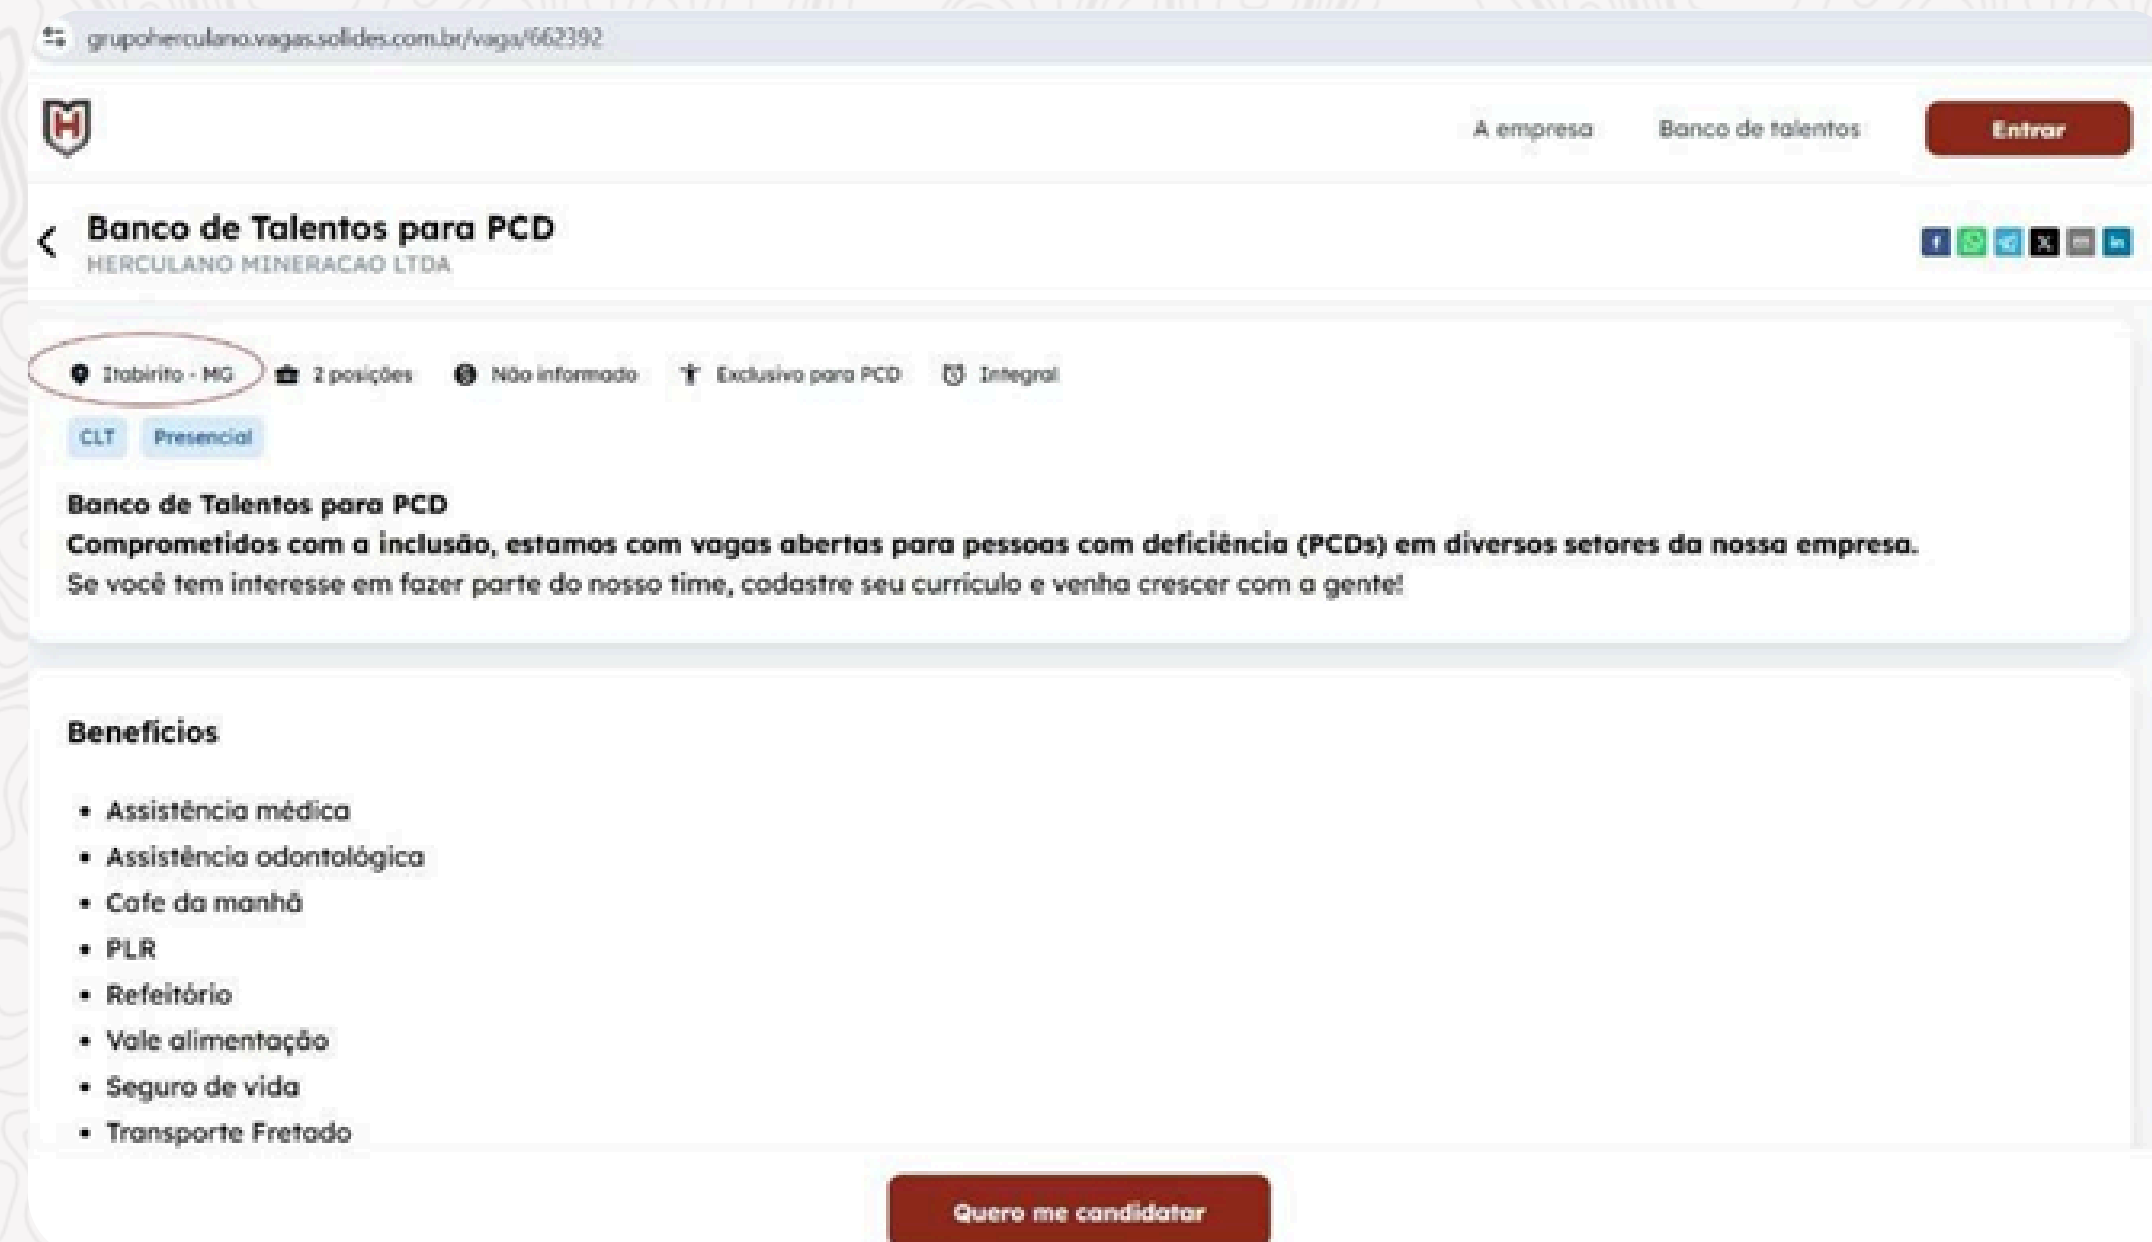 grupoherculano.vagas.solides.com.br/vaga/662392
H
A empresa
Banco de talentos
Entrar
Banco de Talentos para PCD
HERCULANO MINERACAO LTDA
Itabirito - MG
2 posições
Não informado
Exclusivo para PCD
Integral
CLT
Presencial
Banco de Talentos para PCD
Comprometidos com a inclusão, estamos com vagas abertas para pessoas com deficiência (PCDs) em diversos setores da nossa empresa.
Se você tem interesse em fazer parte do nosso time, cadastre seu currículo e venha crescer com a gente!
Benefícios
• Assistência médica
• Assistência odontológica
• Cafe da manhã
• PLR
• Refeitório
• Vale alimentação
• Seguro de vida
• Transporte Fretado
Quero me candidatar